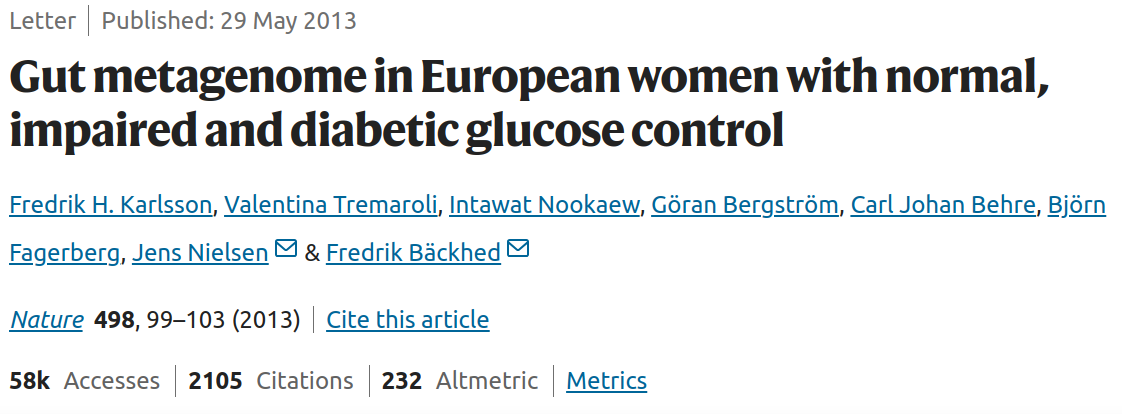 Letter | Published: 29 May 2013
Gut metagenome in European women with normal,
impaired and diabetic glucose control
Fredrik H. Karlsson, Valentina Tremaroli, Intawat Nookaew, Göran Bergström, Carl Johan Behre, Björn
Fagerberg, Jens Nielsen & Fredrik Bäckhed
Nature 498, 99–103 (2013) | Cite this article
58k Accesses | 2105 Citations | 232 Altmetric | Metrics